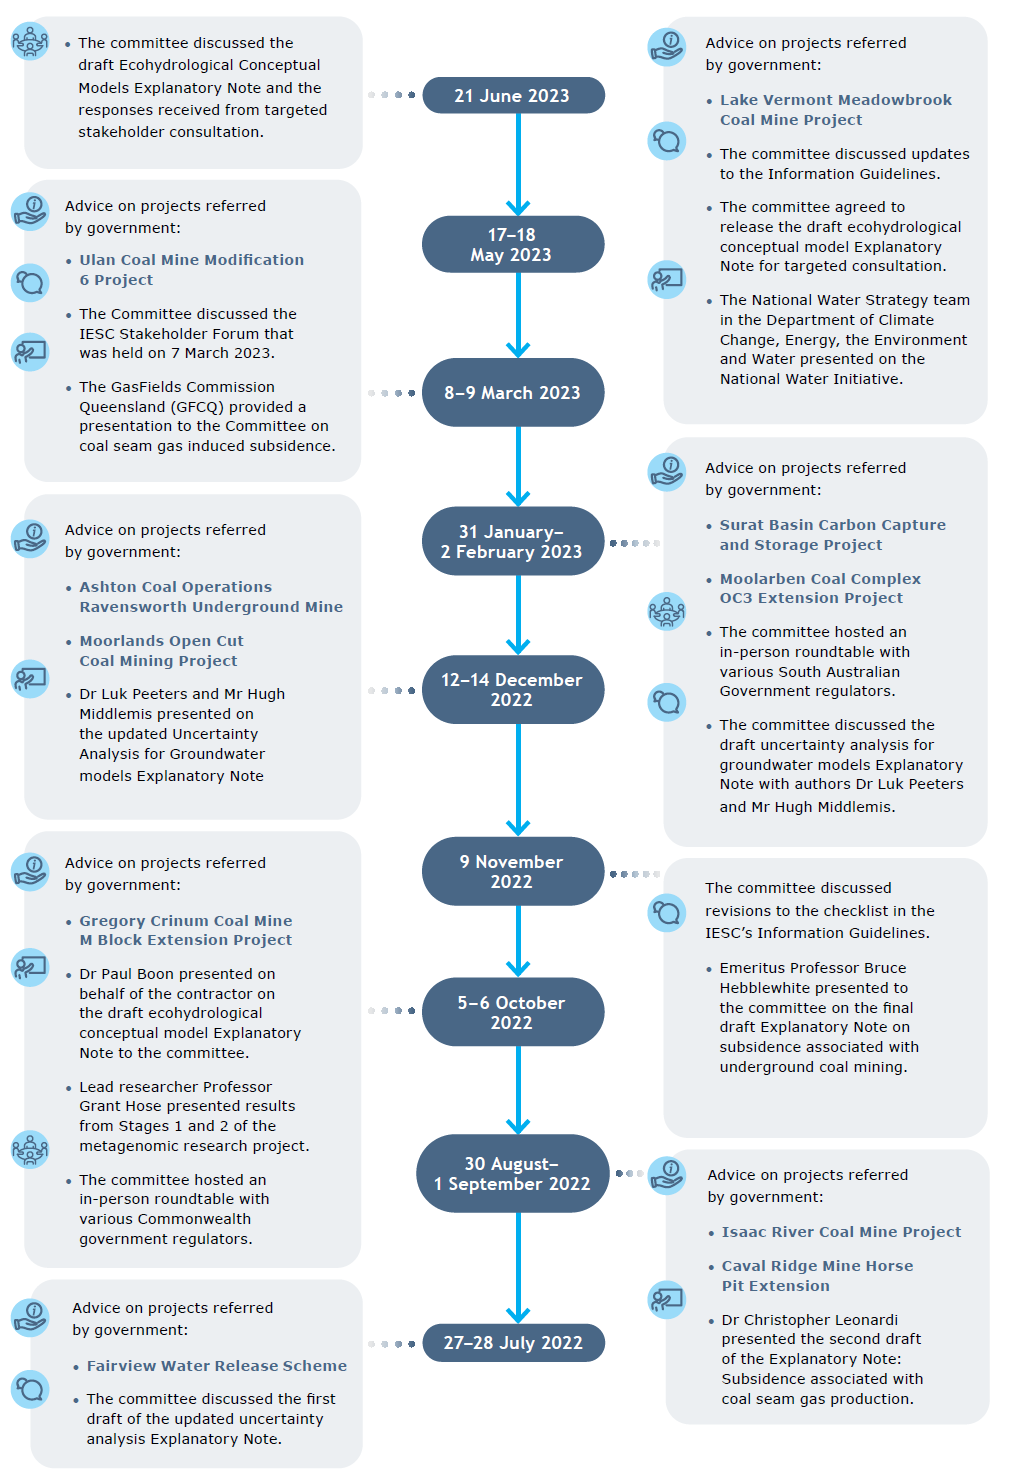 21 June 2023
The committee discussed the
draft Ecohydrological Conceptual
Models Explanatory Note and the
responses received from targeted
stakeholder consultation.
17–18
May 2023
Advice on projects referred
by government:
Lake Vermont Meadowbrook
Coal Mine Project
The committee discussed updates
to the Information Guidelines.
The committee agreed to
release the draft ecohydrological
conceptual model Explanatory
Note for targeted consultation.
The National Water Strategy team
in the Department of Climate
Change, Energy, the Environment
and Water presented on the
National Water Initiative.
8–9 March 2023
Advice on projects referred
by government:
Ulan Coal Mine Modification
6 Project
The Committee discussed the
IESC Stakeholder Forum that
was held on 7 March 2023.
The GasFields Commission
Queensland (GFCQ) provided a
presentation to the Committee on
coal seam gas induced subsidence.
31 January–
2 February 2023
Advice on projects referred
by government:
Surat Basin Carbon Capture
and Storage Project
Moolarben Coal Complex
OC3 Extension Project
The committee hosted an
in-person roundtable with
various South Australian
Government regulators.
The committee discussed the
draft uncertainty analysis for
groundwater models Explanatory
Note with authors Dr Luk Peeters
and Mr Hugh Middlemis.
12–14 December
2022
Advice on projects referred
by government:
Ashton Coal Operations
Ravensworth Underground Mine
Moorlands Open Cut
Coal Mining Project
Dr Luk Peeters and Mr Hugh
Middlemis presented on
the updated Uncertainty
Analysis for Groundwater
models Explanatory Note
9 November
2022
The committee discussed
revisions to the checklist in the
IESC's Information Guidelines.
Emeritus Professor Bruce
Hebblewhite presented to
the committee on the final
draft Explanatory Note on
subsidence associated with
underground coal mining.
5–6 October
2022
Advice on projects referred
by government:
Gregory Crinum Coal Mine
M Block Extension Project
Dr Paul Boon presented on
behalf of the contractor on
the draft ecohydrological
conceptual model Explanatory
Note to the committee.
Lead researcher Professor
Grant Hose presented results
from Stages 1 and 2 of the
metagenomic research project.
The committee hosted an
in-person roundtable with
various Commonwealth
government regulators.
30 August–
1 September 2022
Advice on projects referred
by government:
Isaac River Coal Mine Project
Caval Ridge Mine Horse
Pit Extension
Dr Christopher Leonardi
presented the second draft
of the Explanatory Note:
Subsidence associated with
coal seam gas production.
27–28 July 2022
Advice on projects referred
by government:
Fairview Water Release Scheme
The committee discussed the first
draft of the updated uncertainty
analysis Explanatory Note.